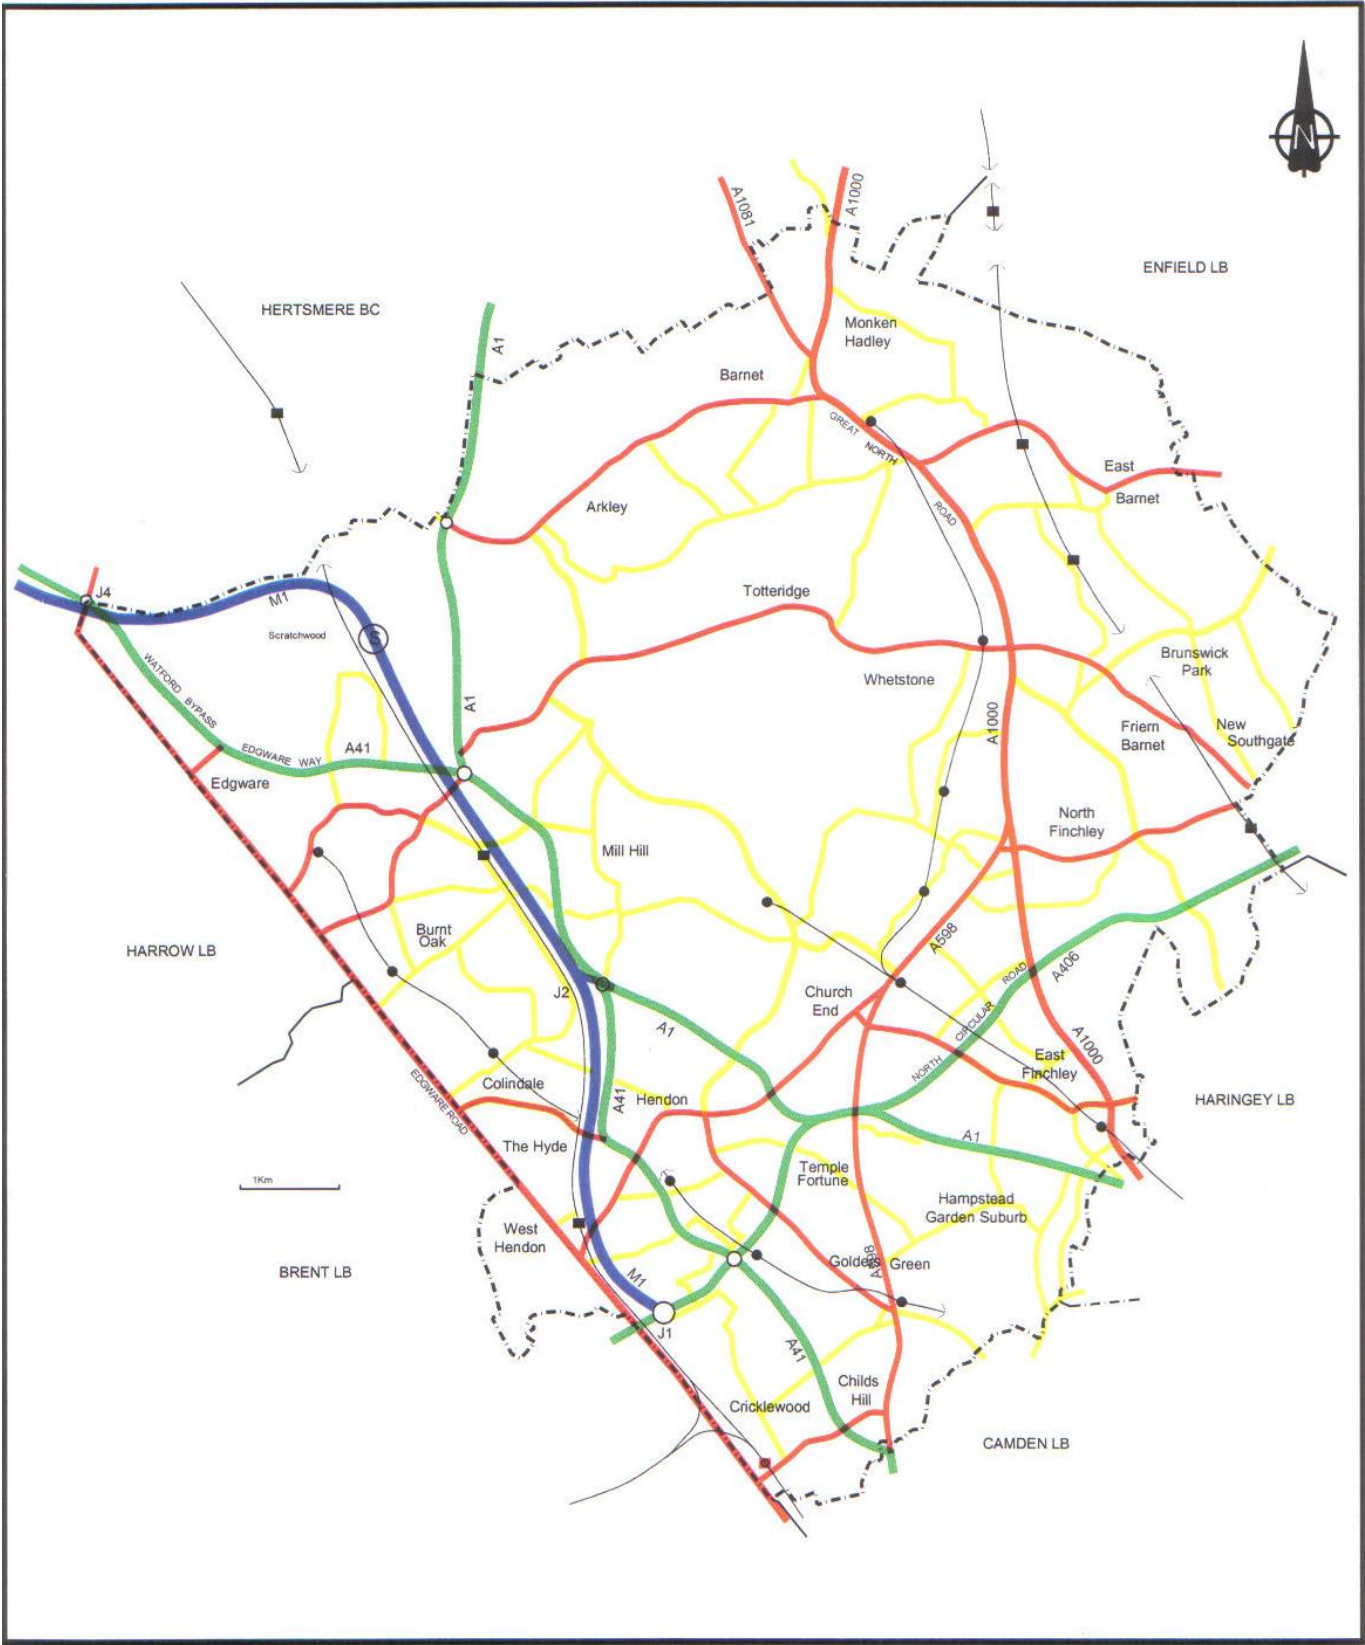 N
A1081
A1000
ENFIELD LB
HERTSMERE BC
A1
Monken
Hadley
Barnet
GREAT NORTH ROAD
East
Barnet
Arkley
J4
M1
Scratchwood
S
Totteridge
Whetstone
Brunswick
Park
WATFORD BYPASS
A1
A1000
Friern
Barnet
New
Southgate
EDGWARE WAY
A41
Edgware
North
Finchley
Mill Hill
Burnt
Oak
HARROW LB
A598
A406
J2
Church
End
NORTH CIRCULAR ROAD
A1
A1000
East
Finchley
Colindale
EDGWARE ROAD
A41
Hendon
HARINGEY LB
The Hyde
A1
Temple
Fortune
1Km
Hampstead
Garden Suburb
West
Hendon
BRENT LB
M1
Golders Green
A598
J1
A41
Childs
Hill
Cricklewood
CAMDEN LB